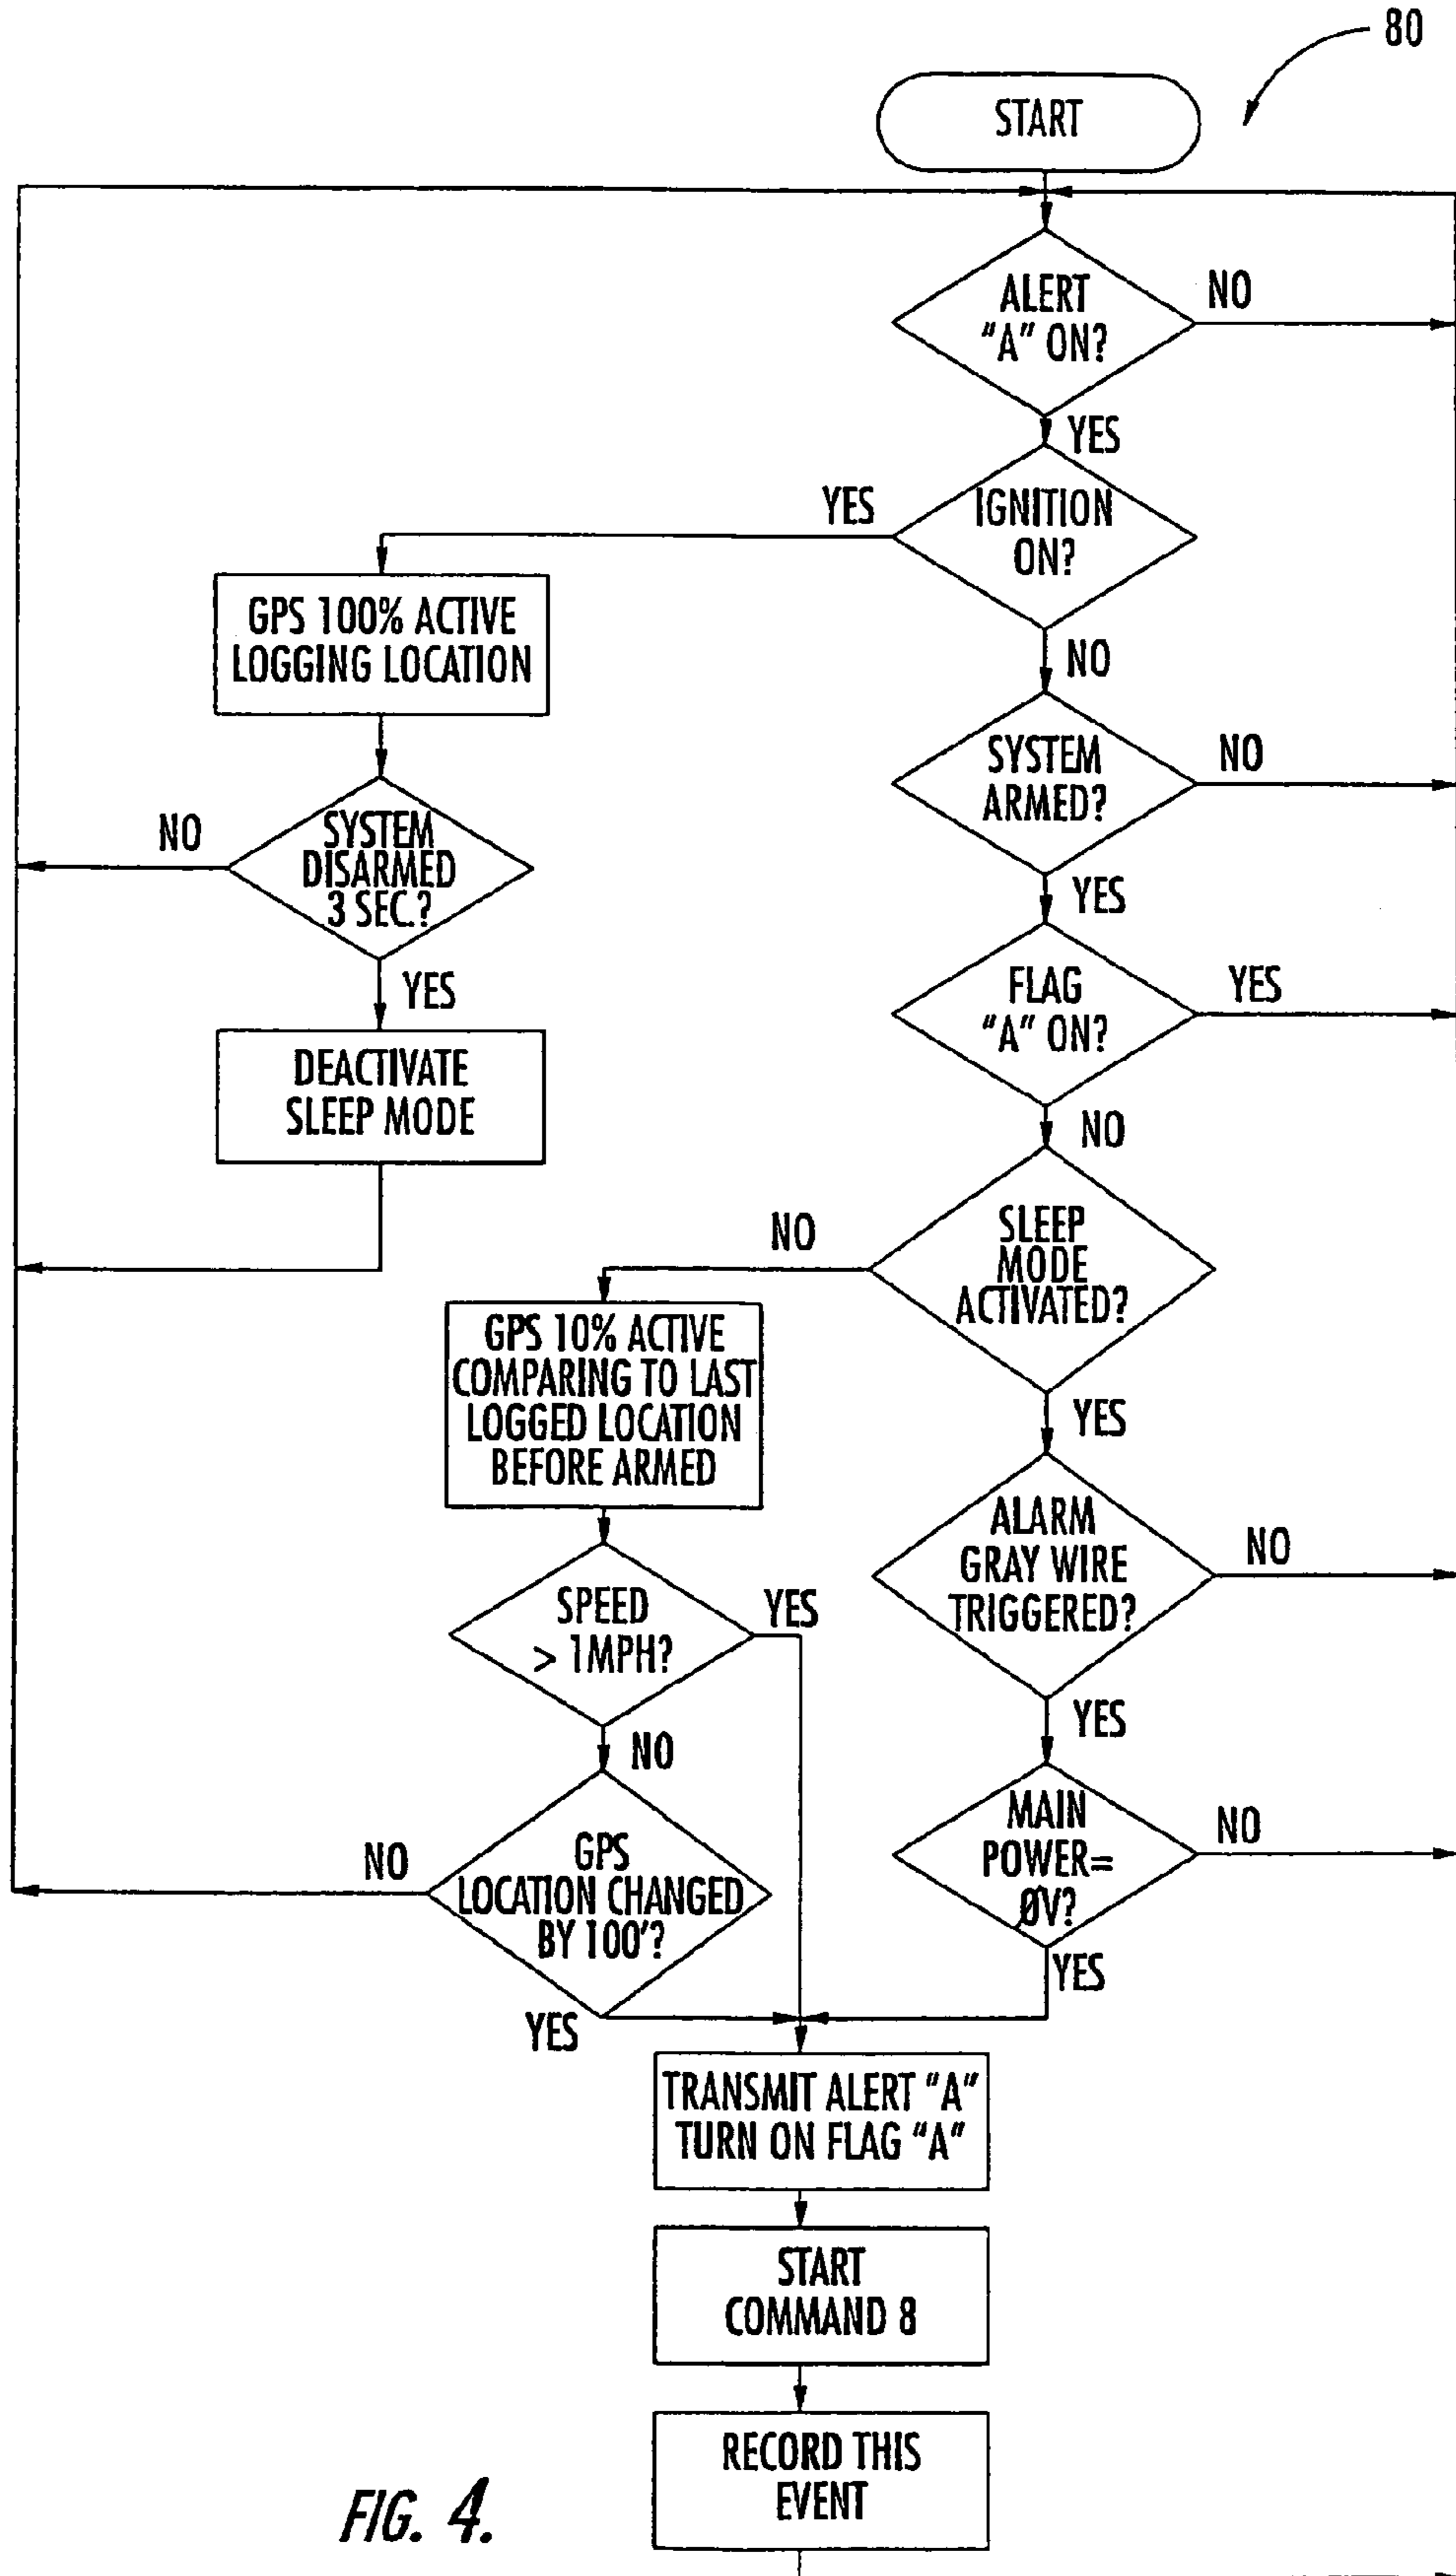 80
START
ALERT
"A" ON?
NO
YES
IGNITION
ON?
YES
NO
GPS 100% ACTIVE
LOGGING LOCATION
SYSTEM
DISARMED
3 SEC.?
NO
YES
DEACTIVATE
SLEEP MODE
SYSTEM
ARMED?
NO
YES
FLAG
"A" ON?
YES
NO
SLEEP
MODE
ACTIVATED?
NO
YES
GPS 10% ACTIVE
COMPARING TO LAST
LOGGED LOCATION
BEFORE ARMED
SPEED
> 1MPH?
YES
NO
GPS
LOCATION CHANGED
BY 100'?
NO
YES
ALARM
GRAY WIRE
TRIGGERED?
NO
YES
MAIN
POWER=
0V?
NO
YES
TRANSMIT ALERT "A"
TURN ON FLAG "A"
START
COMMAND 8
RECORD THIS
EVENT
FIG. 4.